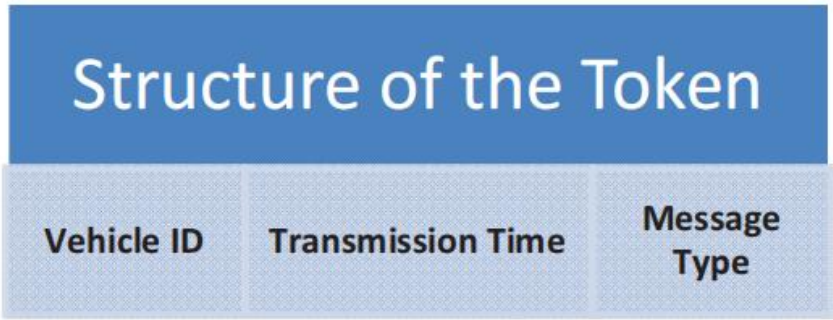 Structure of the Token
Vehicle ID
Transmission Time
Message
Type